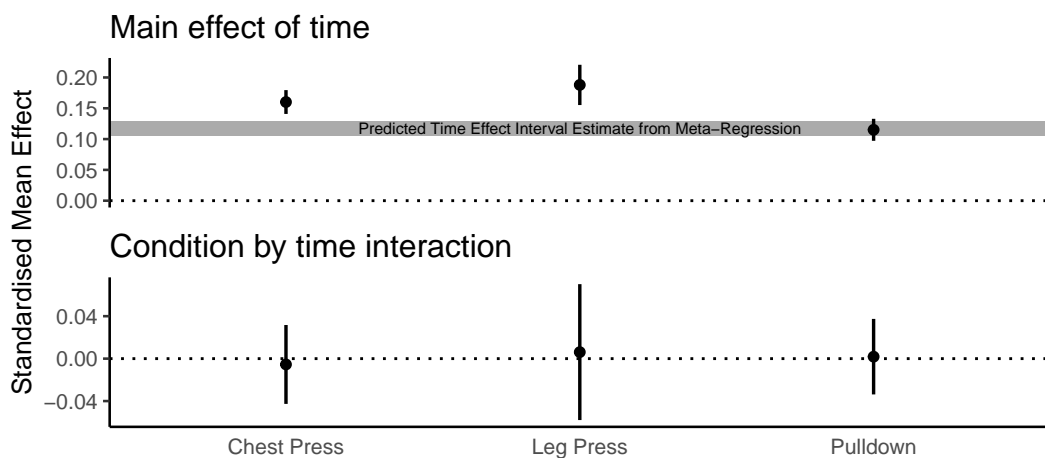 Main effect of time
Standardised Mean Effect
0.20
0.15
0.10
0.05
0.00
Predicted Time Effect Interval Estimate from Meta−Regression
Condition by time interaction
0.04
0.00
−0.04
Chest Press
Leg Press
Pulldown